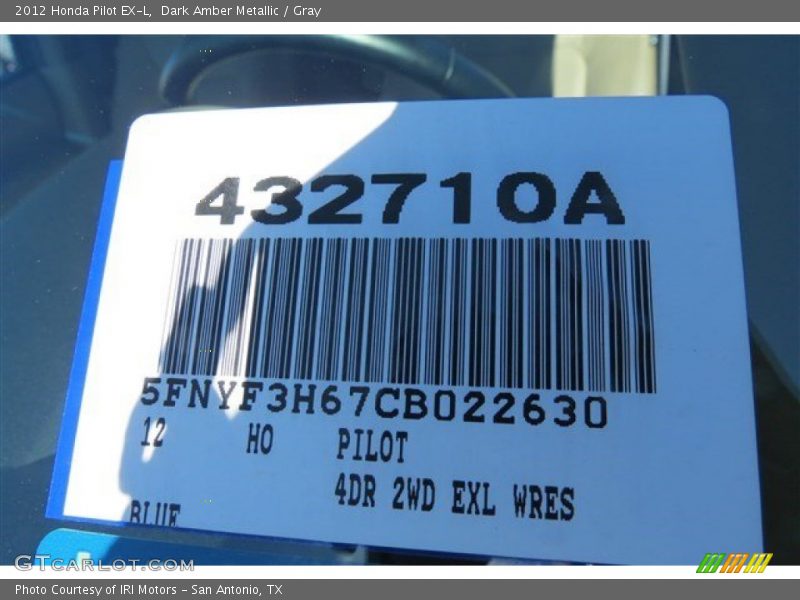 2012 Honda Pilot EX-L, Dark Amber Metallic / Gray
432710A
5FNYF3H67CB022630
12 HO PILOT
4DR 2WD EXL WRES
BLUE
GTCARLOT.COM
Photo Courtesy of IRI Motors - San Antonio, TX